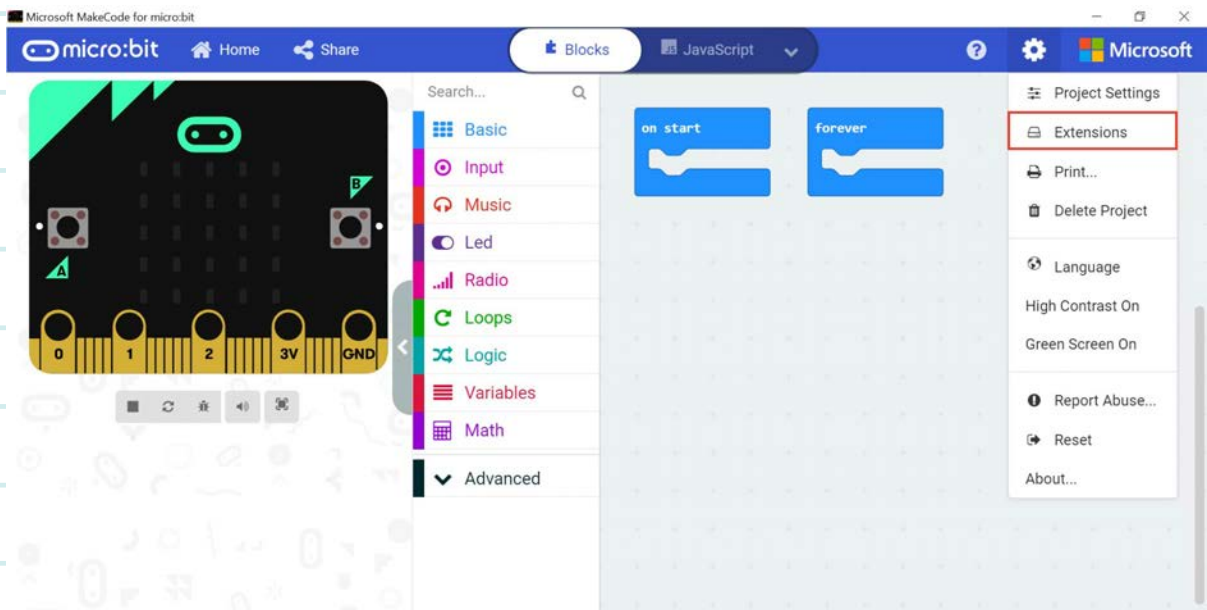 Microsoft MakeCode for micro:bit
micro:bit Home Share Blocks JS JavaScript ? Microsoft
Search...
Basic
Input
Music
Led
Radio
Loops
Logic
Variables
Math
Advanced
on start forever
Project Settings
Extensions
Print...
Delete Project
Language
High Contrast On
Green Screen On
Report Abuse...
Reset
About...
B
A
0 1 2 3V GND